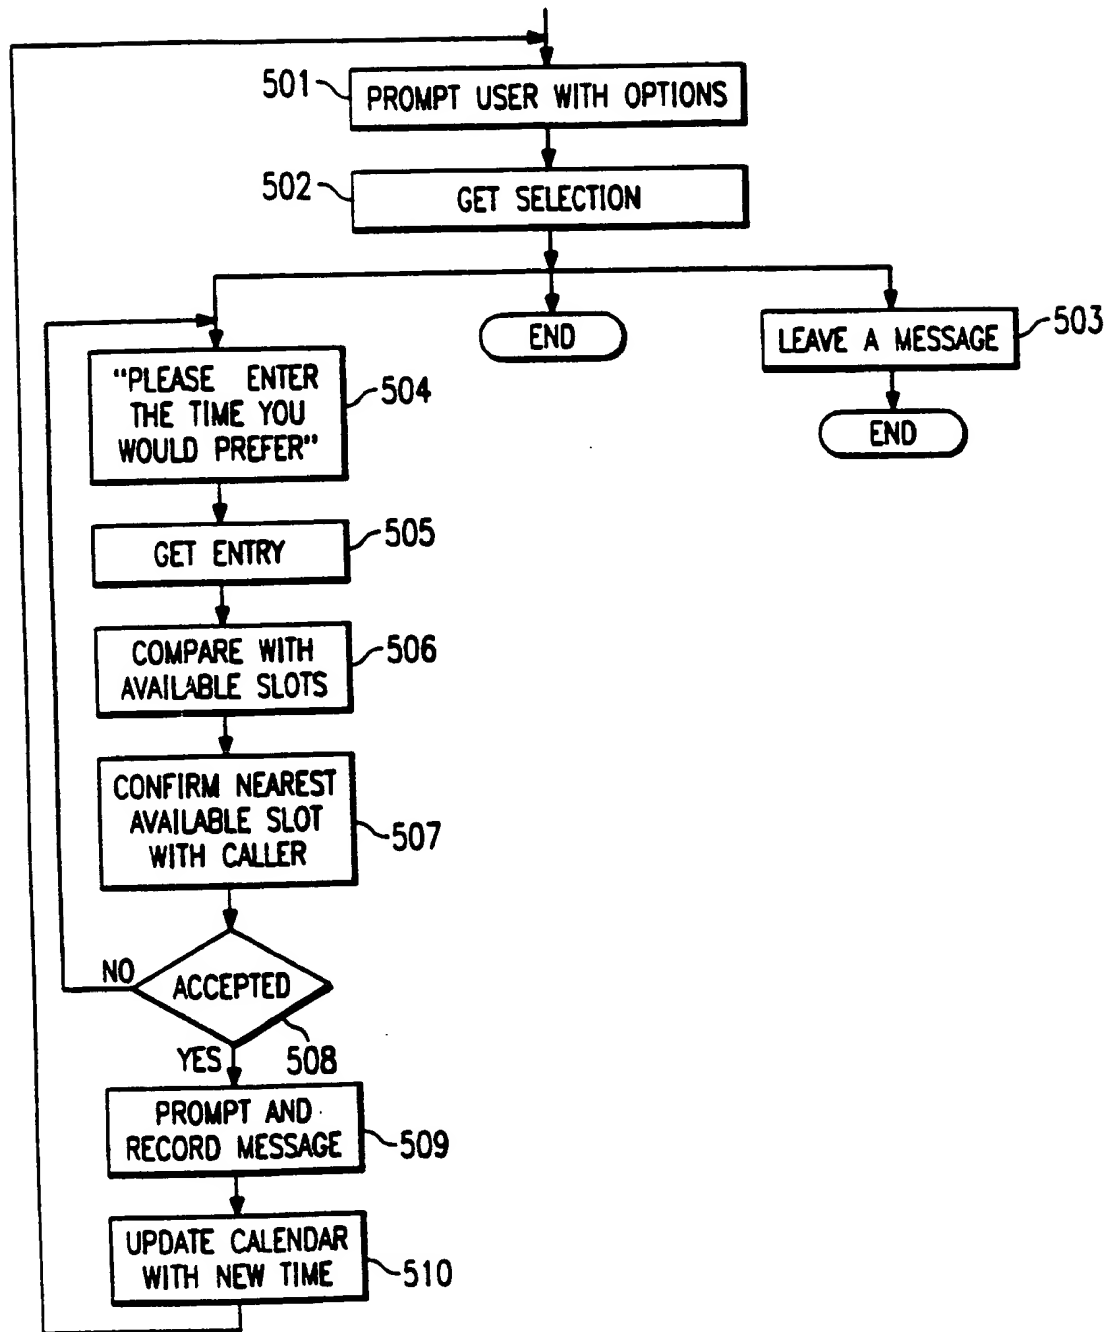 501
PROMPT USER WITH OPTIONS
502
GET SELECTION
END
LEAVE A MESSAGE
503
END
"PLEASE ENTER
THE TIME YOU
WOULD PREFER"
504
GET ENTRY
505
COMPARE WITH
AVAILABLE SLOTS
506
CONFIRM NEAREST
AVAILABLE SLOT
WITH CALLER
507
NO
ACCEPTED
508
YES
PROMPT AND
RECORD MESSAGE
509
UPDATE CALENDAR
WITH NEW TIME
510